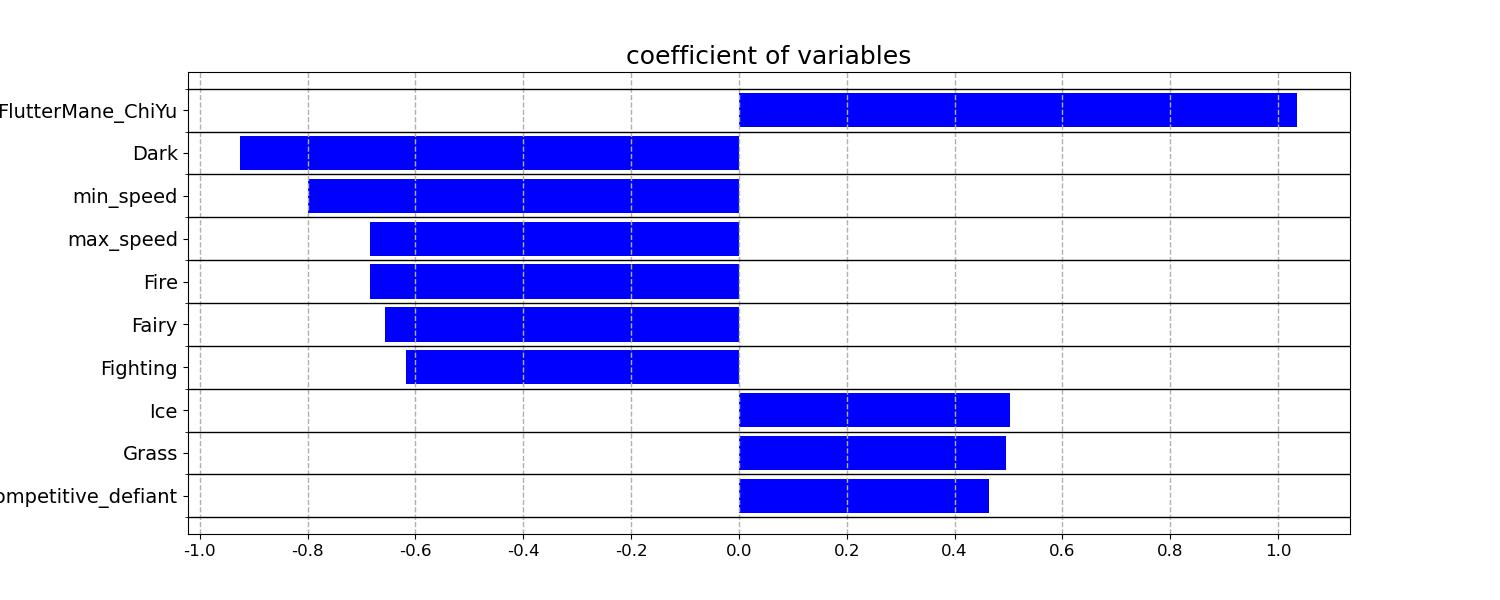 coefficient of variables
FlutterMane_ChiYu
Dark
min_speed
max_speed
Fire
Fairy
Fighting
Ice
Grass
ompetitive_defiant
-1.0 -0.8 -0.6 -0.4 -0.2 0.0 0.2 0.4 0.6 0.8 1.0